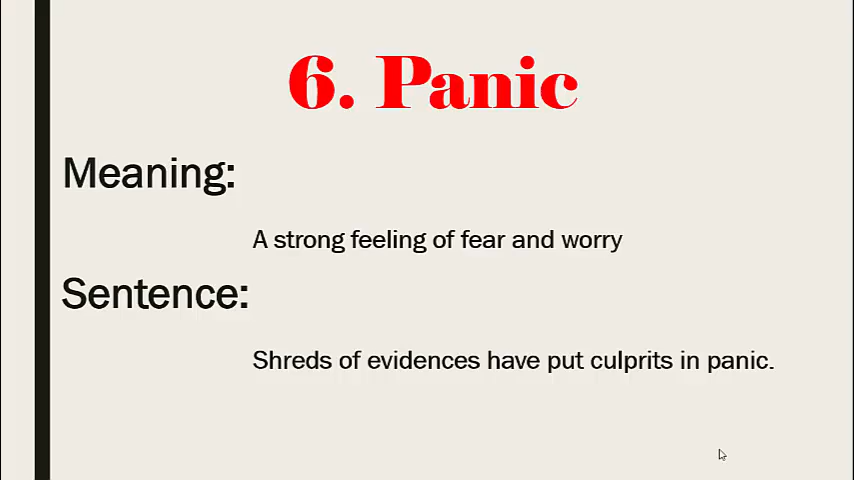 6. Panic
Meaning:
A strong feeling of fear and worry
Sentence:
Shreds of evidences have put culprits in panic.